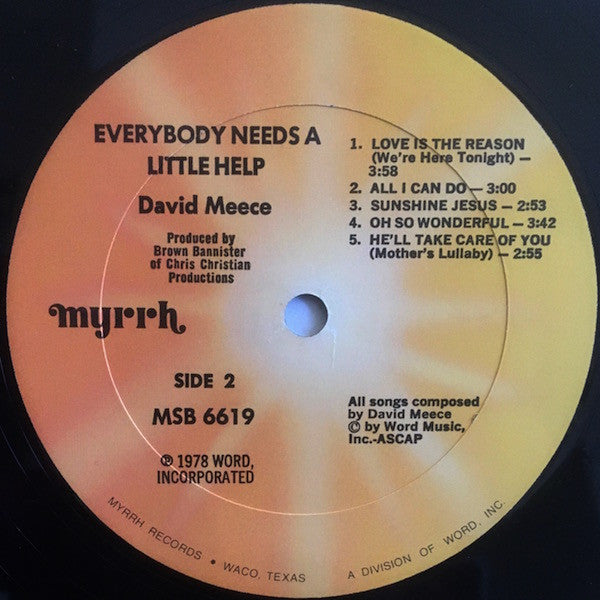 EVERYBODY NEEDS A
LITTLE HELP
David Meece
Produced by
Brown Bannister
of Chris Christian
Productions
myrrh
SIDE 2
MSB 6619
℗ 1978 WORD,
INCORPORATED
1. LOVE IS THE REASON
(We're Here Tonight) —
3:58
2. ALL I CAN DO — 3:00
3. SUNSHINE JESUS — 2:53
4. OH SO WONDERFUL — 3:42
5. HE'LL TAKE CARE OF YOU
(Mother's Lullaby) — 2:55
All songs composed
by David Meece
© by Word Music,
Inc.-ASCAP
MYRRH RECORDS • WACO, TEXAS A DIVISION OF WORD, INC.